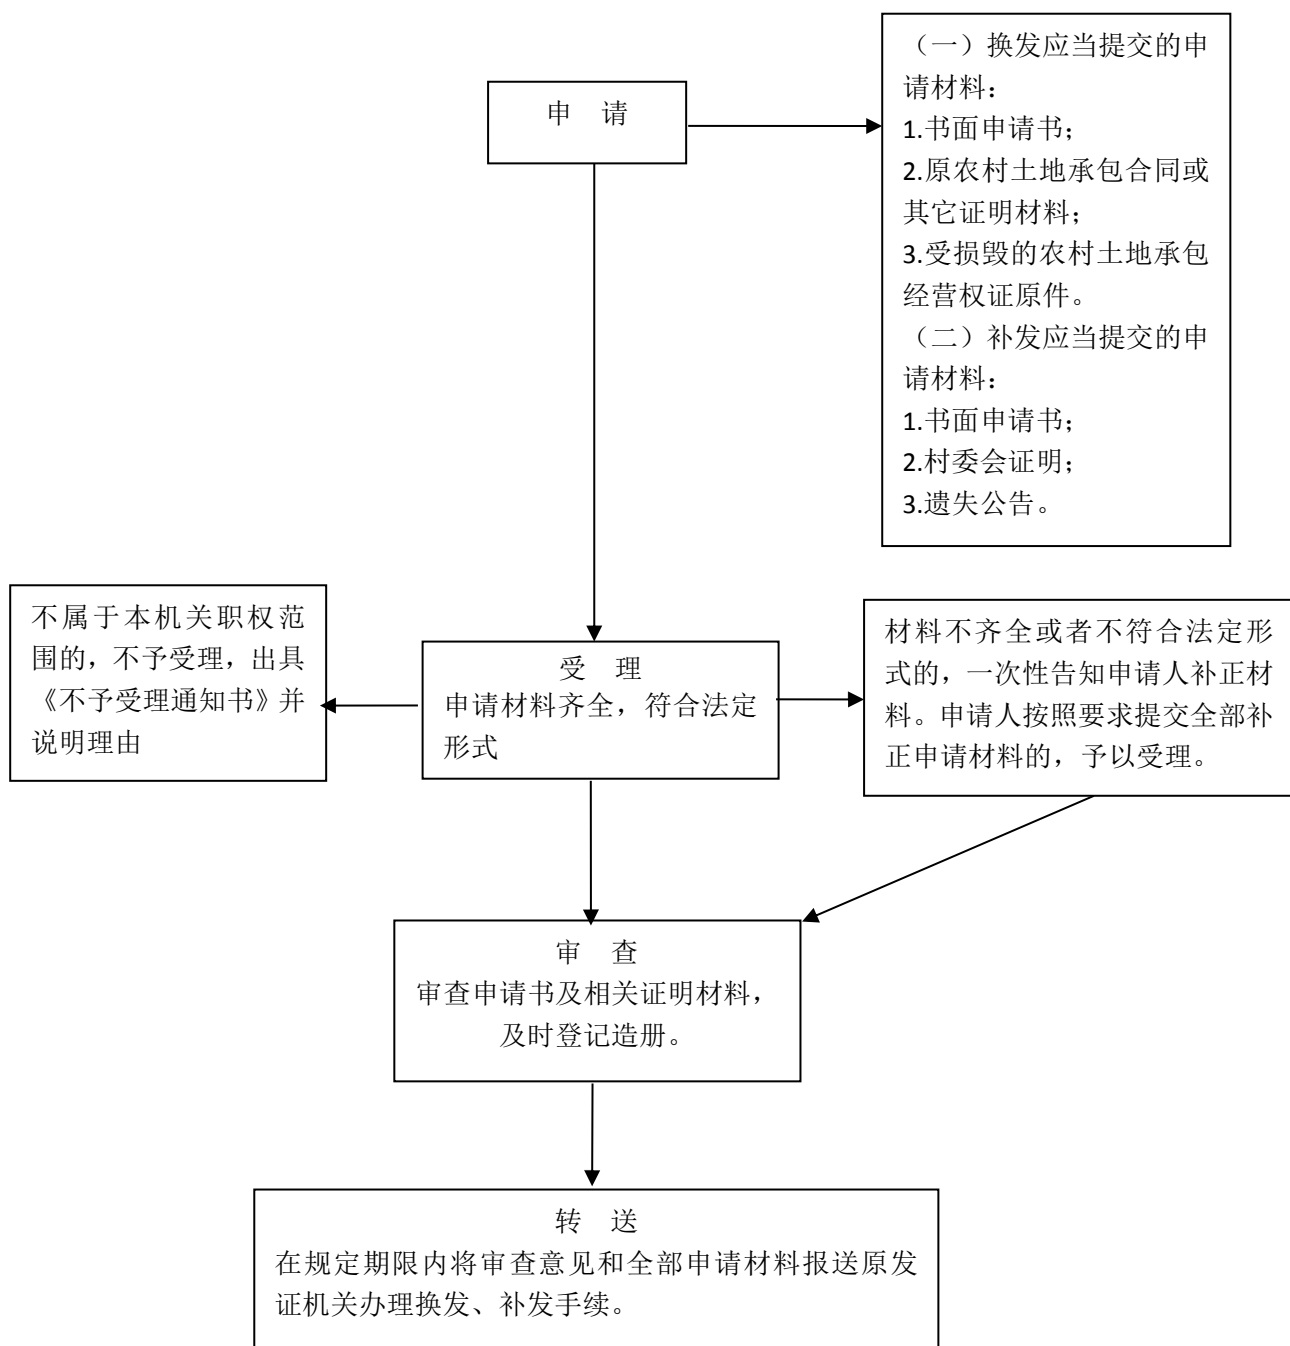 申 请
（一）换发应当提交的申
请材料：
1.书面申请书；
2.原农村土地承包合同或
其它证明材料；
3.受损毁的农村土地承包
经营权证原件。
（二）补发应当提交的申
请材料：
1.书面申请书；
2.村委会证明；
3.遗失公告。
不属于本机关职权范
围的，不予受理，出具
《不予受理通知书》并
说明理由
受 理
申请材料齐全，符合法定
形式
材料不齐全或者不符合法定形
式的，一次性告知申请人补正材
料。申请人按照要求提交全部补
正申请材料的，予以受理。
审 查
审查申请书及相关证明材料，
及时登记造册。
转 送
在规定期限内将审查意见和全部申请材料报送原发
证机关办理换发、补发手续。